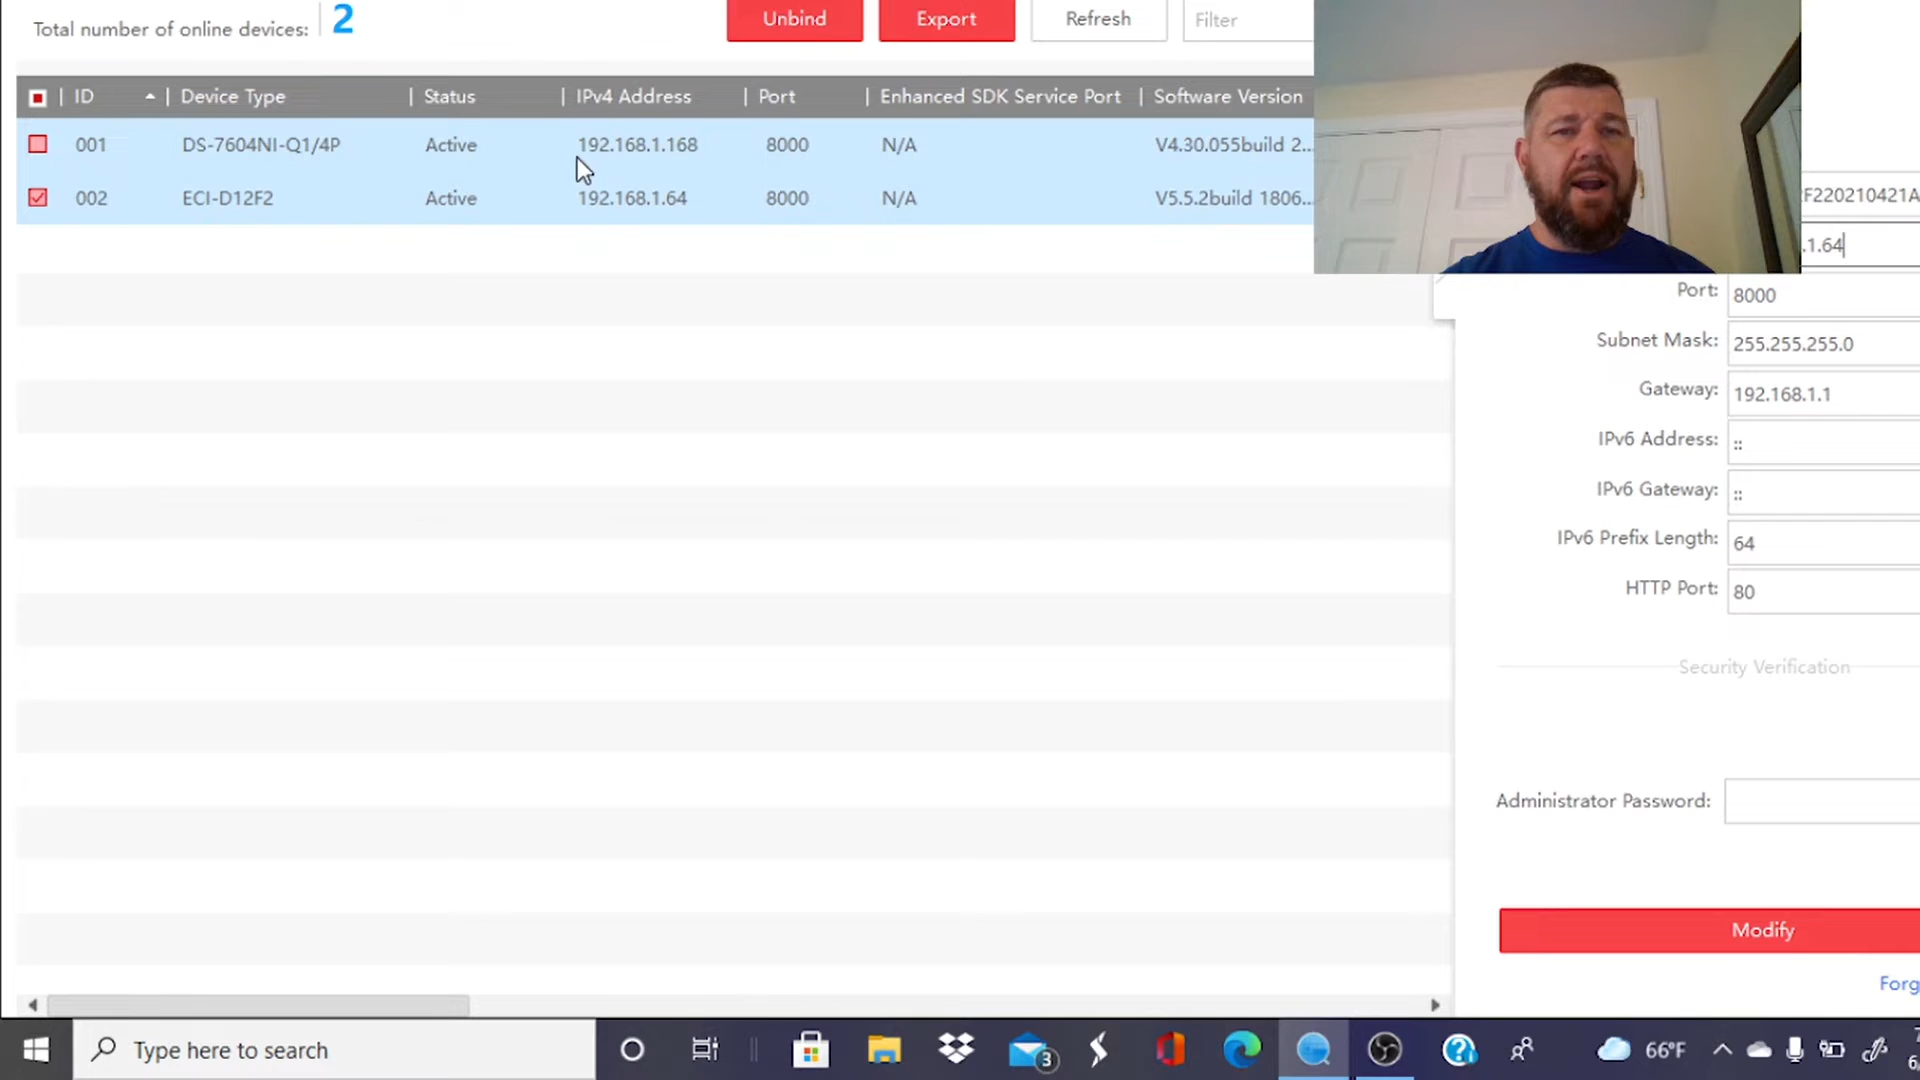 Total number of online devices: 2
Unbind
Export
Refresh
Filter
ID
Device Type
Status
IPv4 Address
Port
Enhanced SDK Service Port
Software Version
001 DS-7604NI-Q1/4P Active 192.168.1.168 8000 N/A V4.30.055build 2...
002 ECI-D12F2 Active 192.168.1.64 8000 N/A V5.5.2build 1806...
F220210421A
.1.64
Port: 8000
Subnet Mask: 255.255.255.0
Gateway: 192.168.1.1
IPv6 Address: ::
IPv6 Gateway: ::
IPv6 Prefix Length: 64
HTTP Port: 80
Security Verification
Administrator Password:
Modify
Forg
Type here to search
3
66°F